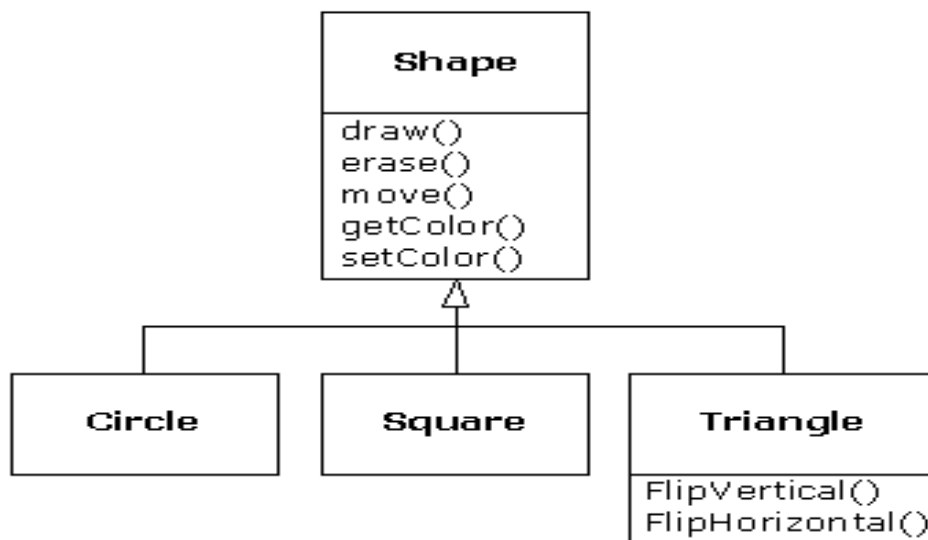 Shape
draw()
erase()
move()
getColor()
setColor()
Circle
Square
Triangle
FlipVertical()
FlipHorizontal()